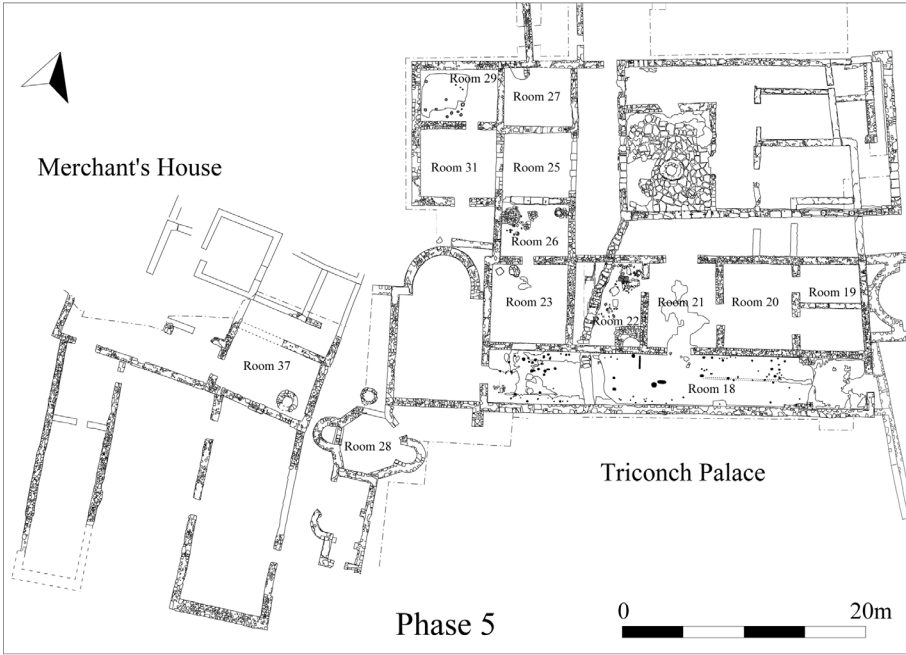 Room 29
Room 27
Merchant's House
Room 31
Room 25
Room 26
Room 23
Room 22
Room 21
Room 20
Room 19
Room 37
Room 18
Room 28
Triconch Palace
Phase 5
0
20m